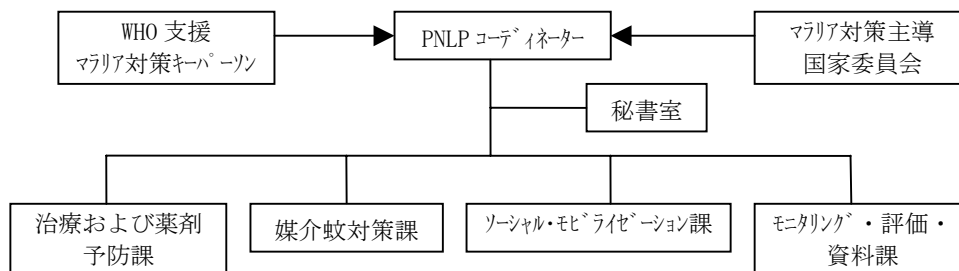 WHO 支援
ﾏﾗﾘｱ対策ｷｰﾊﾟｰｿﾝ
PNLP ｺｰﾃﾞｨﾈｰﾀｰ
ﾏﾗﾘｱ対策主導
国家委員会
秘書室
治療および薬剤
予防課
媒介蚊対策課
ｿｰｼｬﾙ・ﾓﾋﾞﾗｲｾﾞｰｼｮﾝ課
ﾓﾆﾀﾘﾝｸﾞ・評価・
資料課